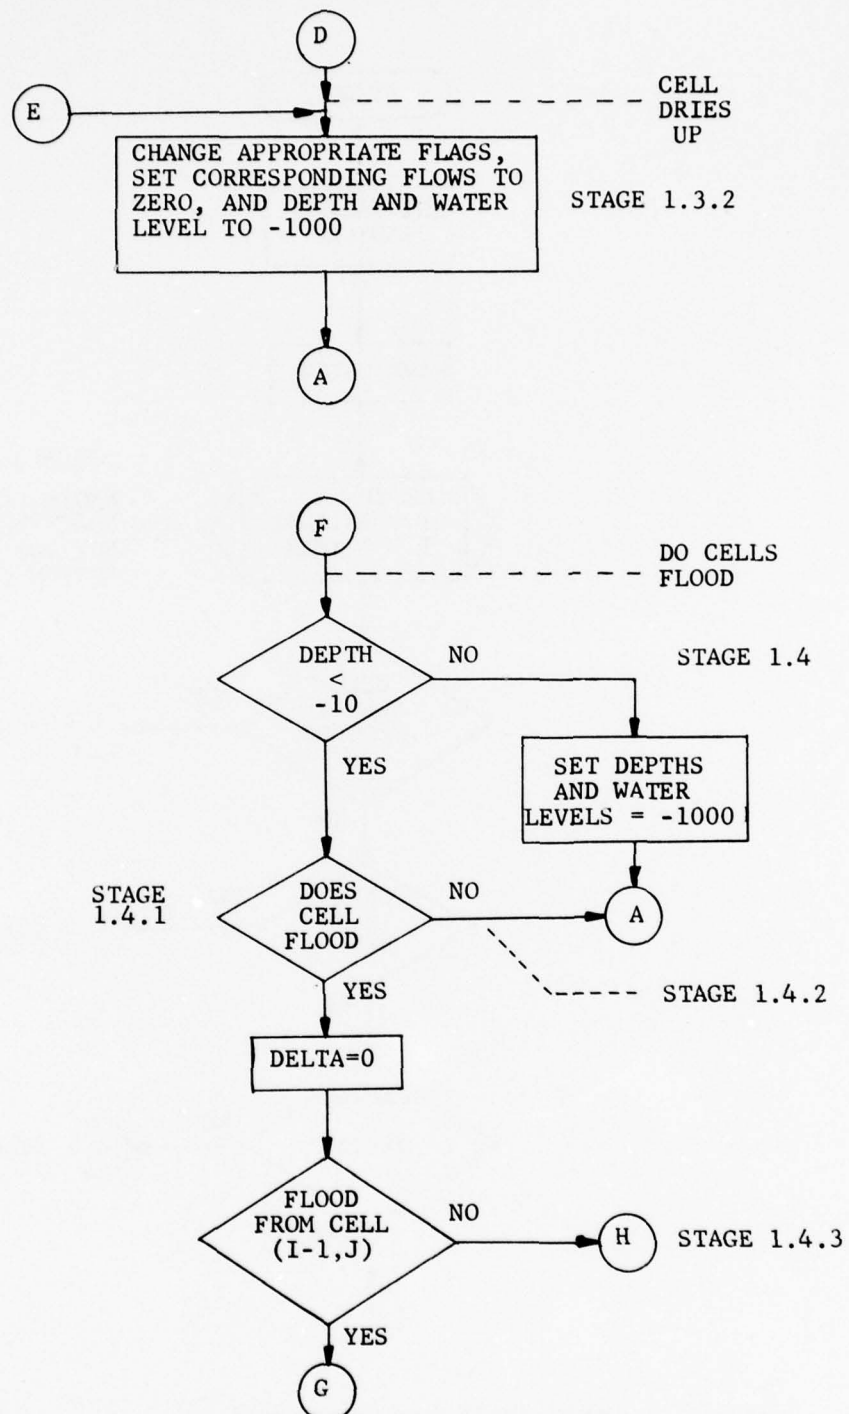 D
CELL
DRIES
UP
E
CHANGE APPROPRIATE FLAGS,
SET CORRESPONDING FLOWS TO
ZERO, AND DEPTH AND WATER
LEVEL TO -1000
STAGE 1.3.2
A
F
DO CELLS
FLOOD
DEPTH
<
-10
NO
STAGE 1.4
YES
SET DEPTHS
AND WATER
LEVELS = -1000
STAGE
1.4.1
DOES
CELL
FLOOD
NO
A
YES
STAGE 1.4.2
DELTA=0
FLOOD
FROM CELL
(I-1,J)
NO
H
STAGE 1.4.3
YES
G